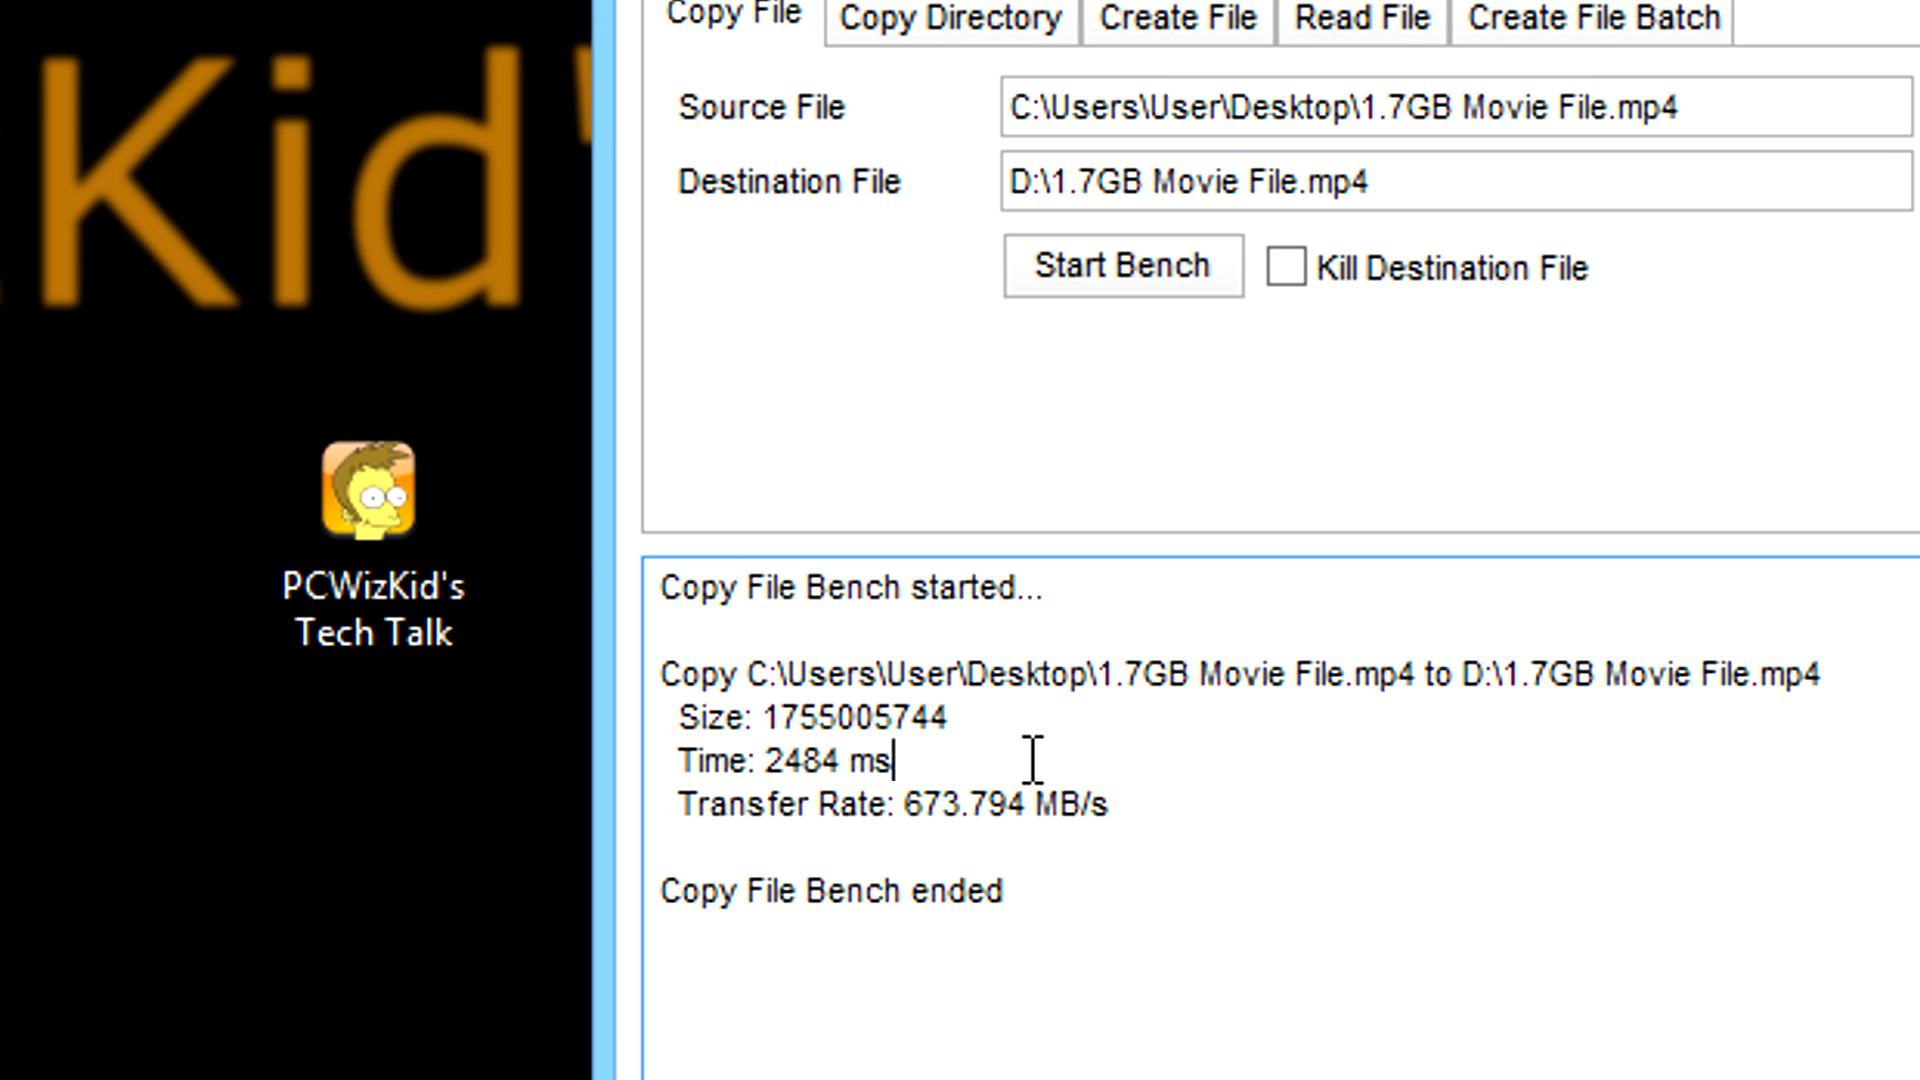 Kid'
PCWizKid's
Tech Talk
Copy File
Copy Directory
Create File
Read File
Create File Batch
Source File
C:\Users\User\Desktop\1.7GB Movie File.mp4
Destination File
D:\1.7GB Movie File.mp4
Start Bench
Kill Destination File
Copy File Bench started...
Copy C:\Users\User\Desktop\1.7GB Movie File.mp4 to D:\1.7GB Movie File.mp4
Size: 1755005744
Time: 2484 ms
Transfer Rate: 673.794 MB/s
Copy File Bench ended